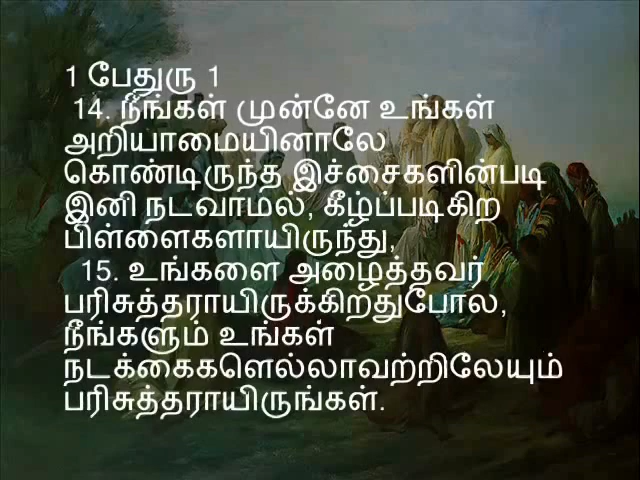 1 பேதுரு 1
14. நீங்கள் முன்னே உங்கள்
அறியாமையினாலே
கொண்டிருந்த இச்சைகளின்படி
இனி நடவாமல், கீழ்ப்படிகிற
பிள்ளைகளாயிருந்து,
15. உங்களை அழைத்தவர்
பரிசுத்தராயிருக்கிறதுபோல,
நீங்களும் உங்கள்
நடக்கைகளெல்லாவற்றிலேயும்
பரிசுத்தராயிருங்கள்.